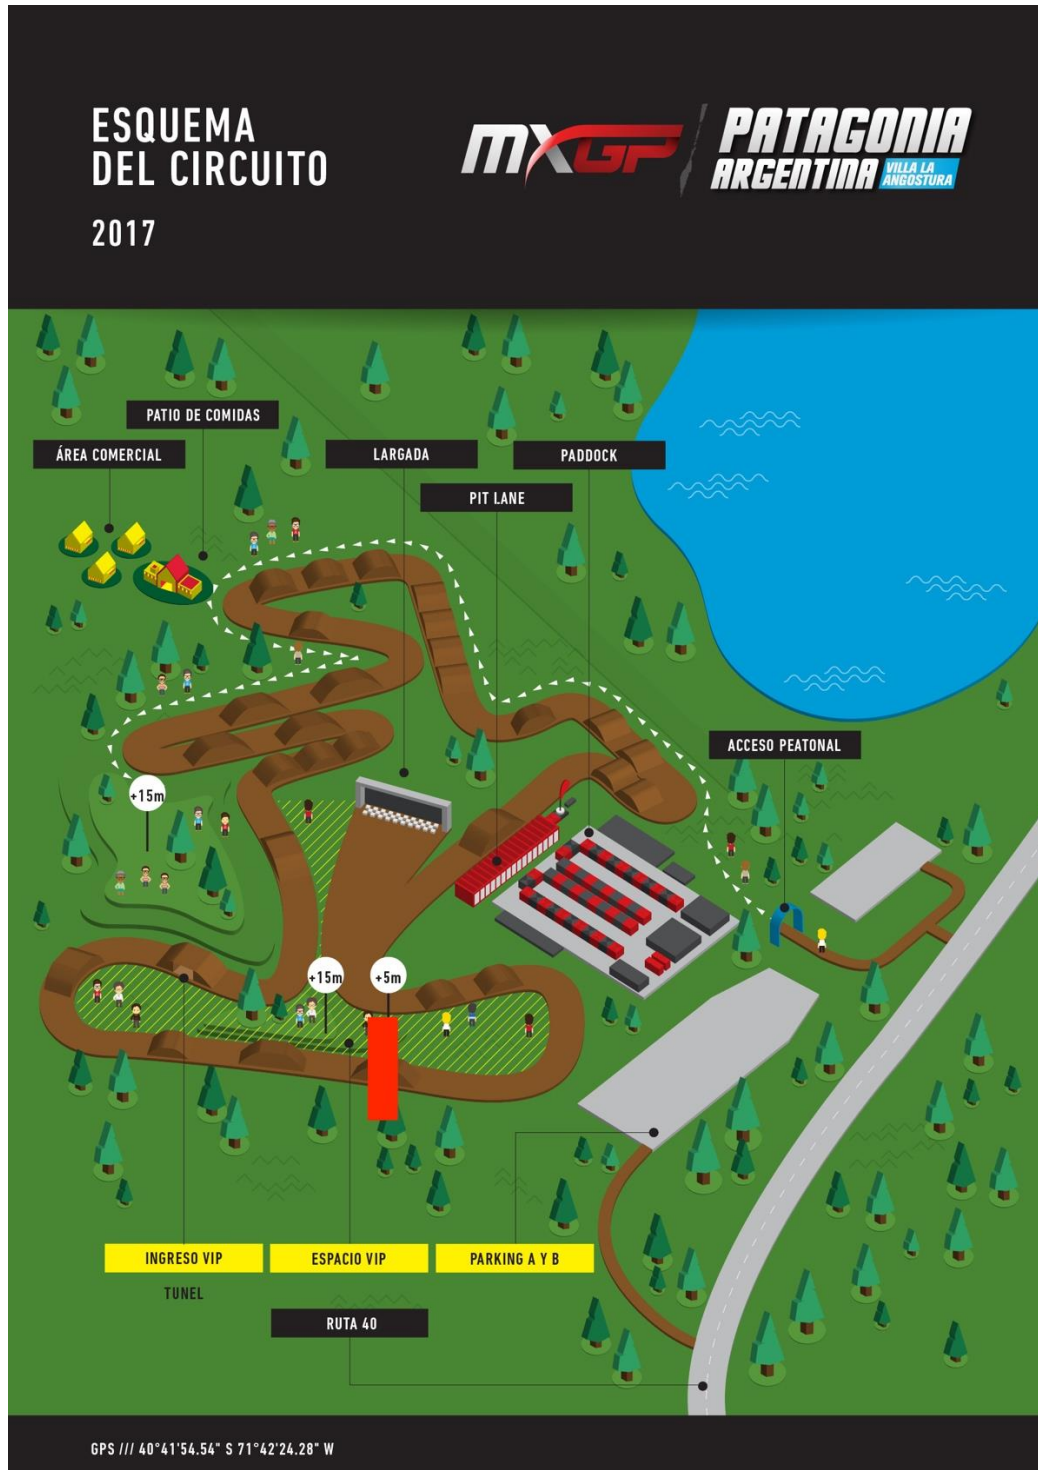 ESQUEMA
DEL CIRCUITO
2017
MXGP
PATAGONIA
ARGENTINA
VILLA LA
ANGOSTURA
PATIO DE COMIDAS
ÁREA COMERCIAL
LARGADA
PADDOCK
PIT LANE
ACCESO PEATONAL
+15m
+15m
+5m
INGRESO VIP
ESPACIO VIP
PARKING A Y B
TUNEL
RUTA 40
GPS /// 40°41'54.54" S 71°42'24.28" W